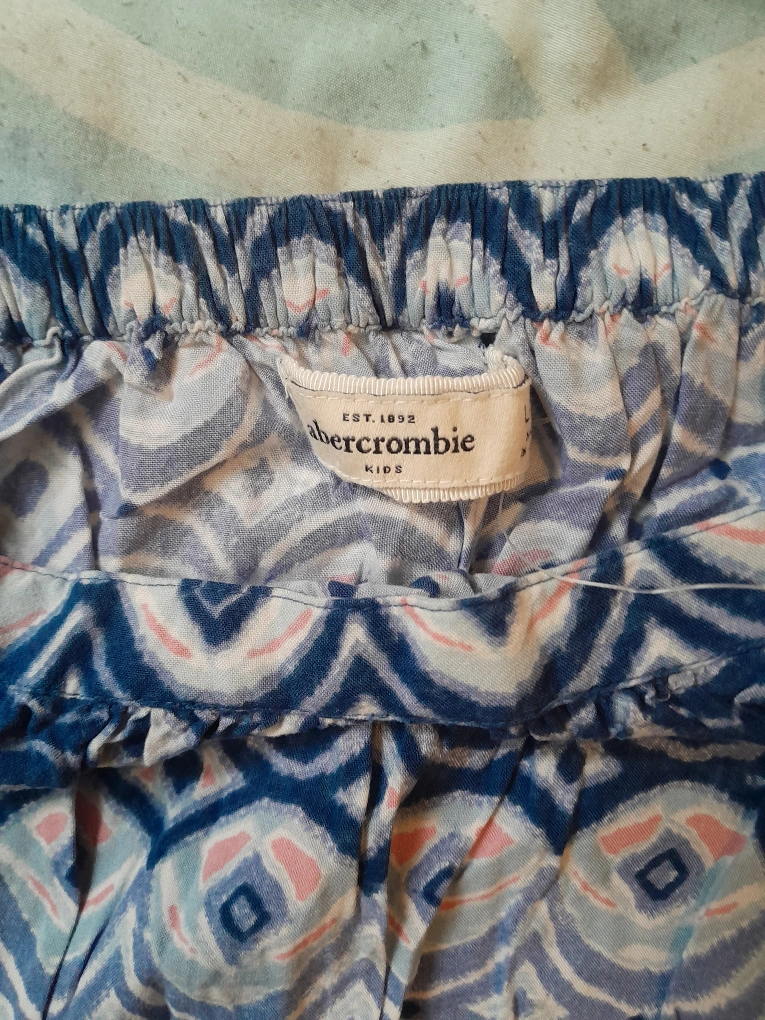 EST. 1892
abercrombie
KIDS